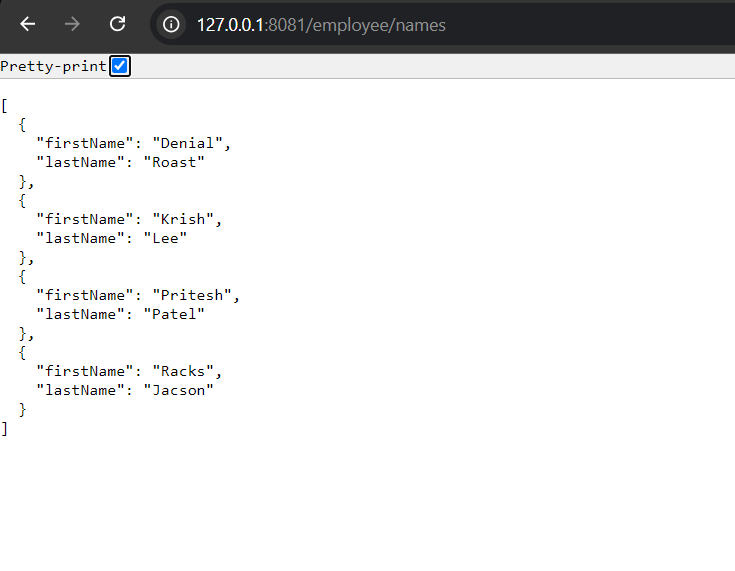 127.0.0.1:8081/employee/names
Pretty-print
[
  {
    "firstName": "Denial",
    "lastName": "Roast"
  },
  {
    "firstName": "Krish",
    "lastName": "Lee"
  },
  {
    "firstName": "Pritesh",
    "lastName": "Patel"
  },
  {
    "firstName": "Racks",
    "lastName": "Jacson"
  }
]